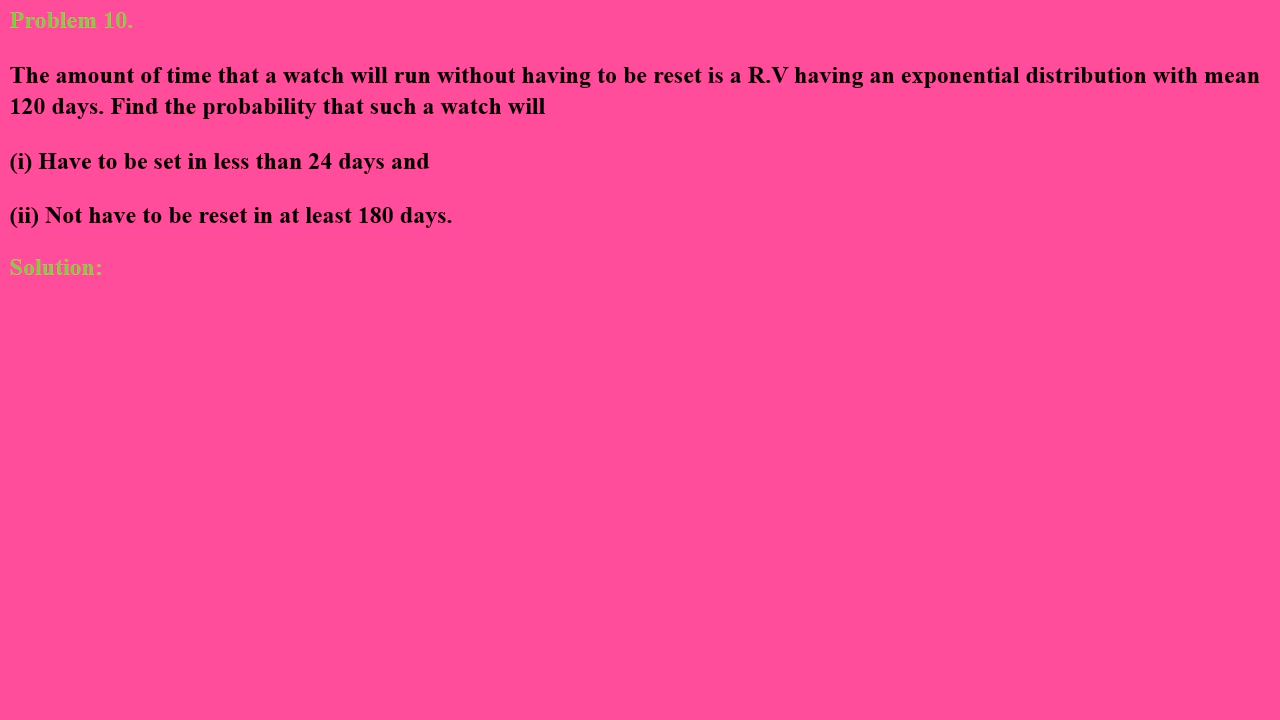 Problem 10.
The amount of time that a watch will run without having to be reset is a R.V having an exponential distribution with mean
120 days. Find the probability that such a watch will
(i) Have to be set in less than 24 days and
(ii) Not have to be reset in at least 180 days.
Solution: